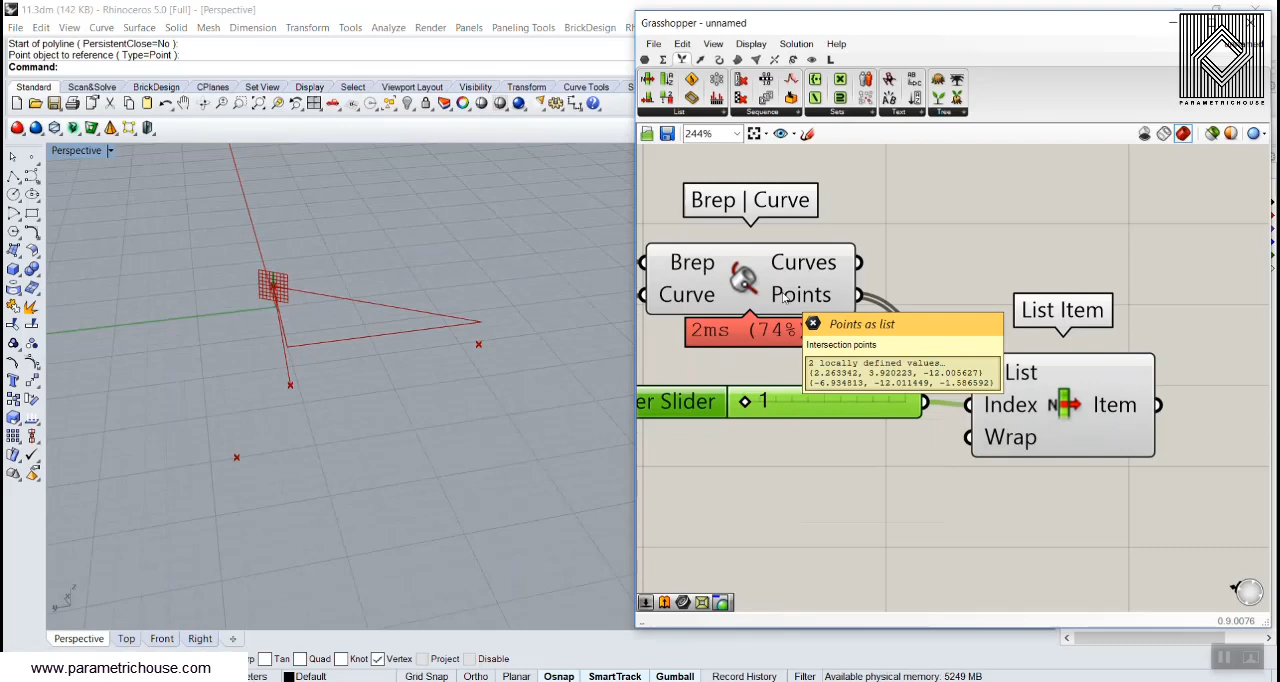 11.3dm (142 KB) - Rhinoceros 5.0 [Full] - [Perspective]
File Edit View Curve Surface Solid Mesh Dimension Transform Tools Analyze Render Panels Paneling Tools BrickDesign
Start of polyline ( PersistentClose=No ):
Point object to reference ( Type=Point ):
Command:
Standard Scan&Solve BrickDesign CPlanes Set View Display Select Viewport Layout Visibility Transform Curve Tools
Perspective
Grasshopper - unnamed
File Edit View Display Solution Help
unnamed
PARAMETRICHOUSE
List Sequence Sets Text Tree
244%
Brep | Curve
Brep Curves
Curve Points
2ms (74%
Points as list
Intersection points
2 locally defined values…
{2.263342, 3.920223, -12.005627}
{-6.934813, -12.011449, -1.586592}
er Slider 1
List Item
List
Index Item
Wrap
0.9.0076
Perspective Top Front Right
Tan Quad Knot Vertex Project Disable
www.parametrichouse.com
eters Default Grid Snap Ortho Planar Osnap SmartTrack Gumball Record History Filter Available physical memory: 5249 MB